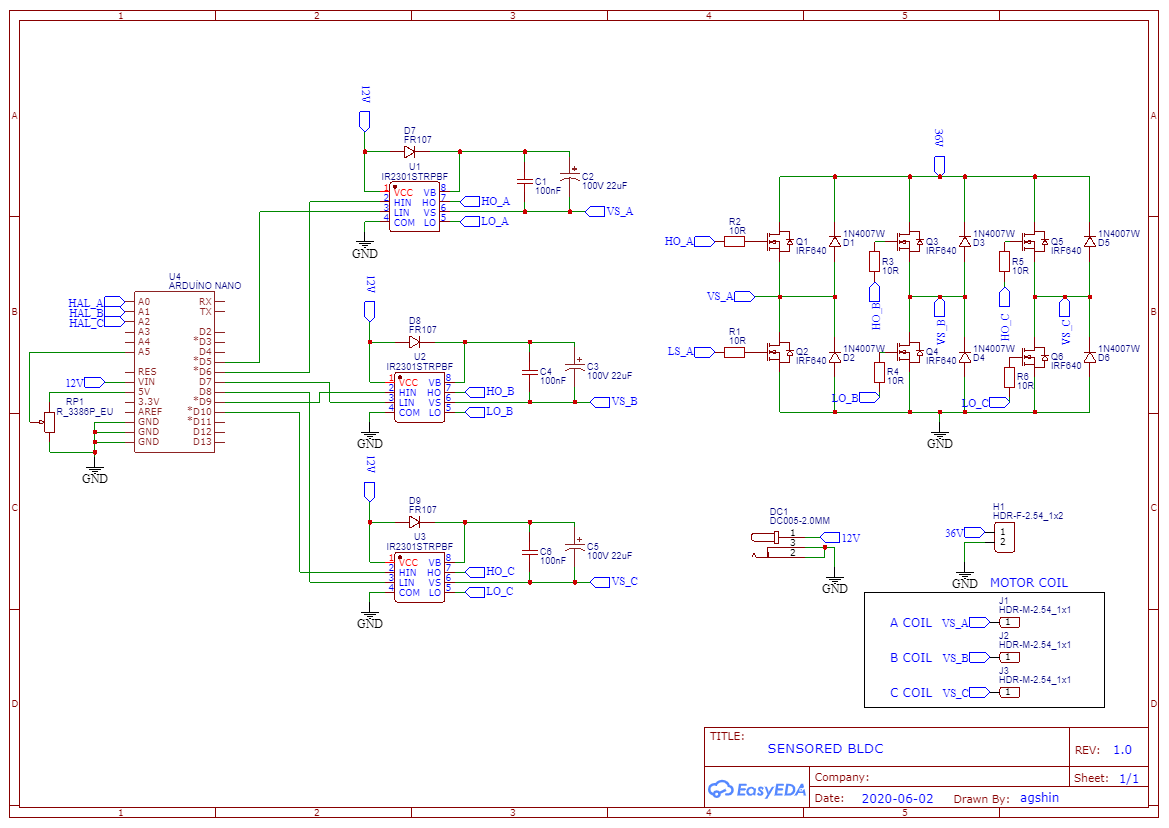 1 2 3 4 5
A A
B B
C C
D D
12V
D7
FR107
U1
IR2301STRPBF
1 VCC VB 8
2 HIN HO 7
3 LIN VS 6
4 COM LO 5
HO_A
LO_A
C1
100nF
C2
100V 22uF
VS_A
GND
12V
D8
FR107
U2
IR2301STRPBF
1 VCC VB 8
2 HIN HO 7
3 LIN VS 6
4 COM LO 5
HO_B
LO_B
C4
100nF
C3
100V 22uF
VS_B
GND
12V
D9
FR107
U3
IR2301STRPBF
1 VCC VB 8
2 HIN HO 7
3 LIN VS 6
4 COM LO 5
HO_C
LO_C
C6
100nF
C5
100V 22uF
VS_C
GND
U4
ARDUİNO NANO
HAL_A
HAL_B
HAL_C
A0 RX
A1 TX
A2
A3 D2
A4 *D3
A5 D4
*D5
RES *D6
VIN D7
5V D8
3.3V *D9
AREF *D10
GND *D11
GND D12
GND D13
12V
RP1
R_3386P_EU
GND
36V
HO_A
R2
10R
Q1
IRF640
1N4007W
D1
R3
10R
HO_B
Q3
IRF640
1N4007W
D3
R5
10R
HO_C
Q5
IRF640
1N4007W
D5
VS_A
VS_B
VS_C
LS_A
R1
10R
Q2
IRF640
1N4007W
D2
R4
10R
LO_B
Q4
IRF640
1N4007W
D4
R6
10R
LO_C
Q6
IRF640
1N4007W
D6
GND
DC1
DC005-2.0MM
1
3
2
12V
GND
H1
HDR-F-2.54_1x2
36V
1
2
GND
MOTOR COIL
J1
HDR-M-2.54_1x1
A COIL VS_A 1
J2
HDR-M-2.54_1x1
B COIL VS_B 1
J3
HDR-M-2.54_1x1
C COIL VS_C 1
TITLE:
SENSORED BLDC
REV: 1.0
EasyEDA
Company:
Sheet: 1/1
Date: 2020-06-02 Drawn By: agshin
1 2 3 4 5